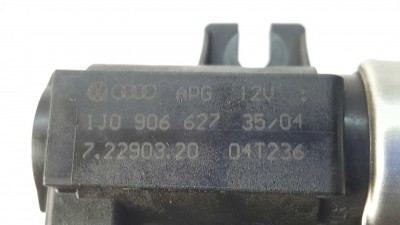 APG 12V :
1J0 906 627 35/04
7.22903.20 04T236